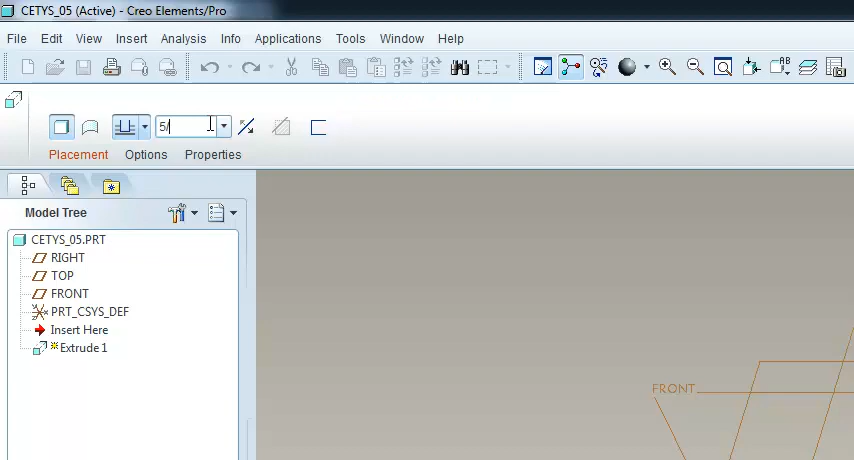 CETYS_05 (Active) - Creo Elements/Pro
File Edit View Insert Analysis Info Applications Tools Window Help
AB
5/
Placement Options Properties
Model Tree
CETYS_05.PRT
RIGHT
TOP
FRONT
PRT_CSYS_DEF
Insert Here
Extrude 1
FRONT